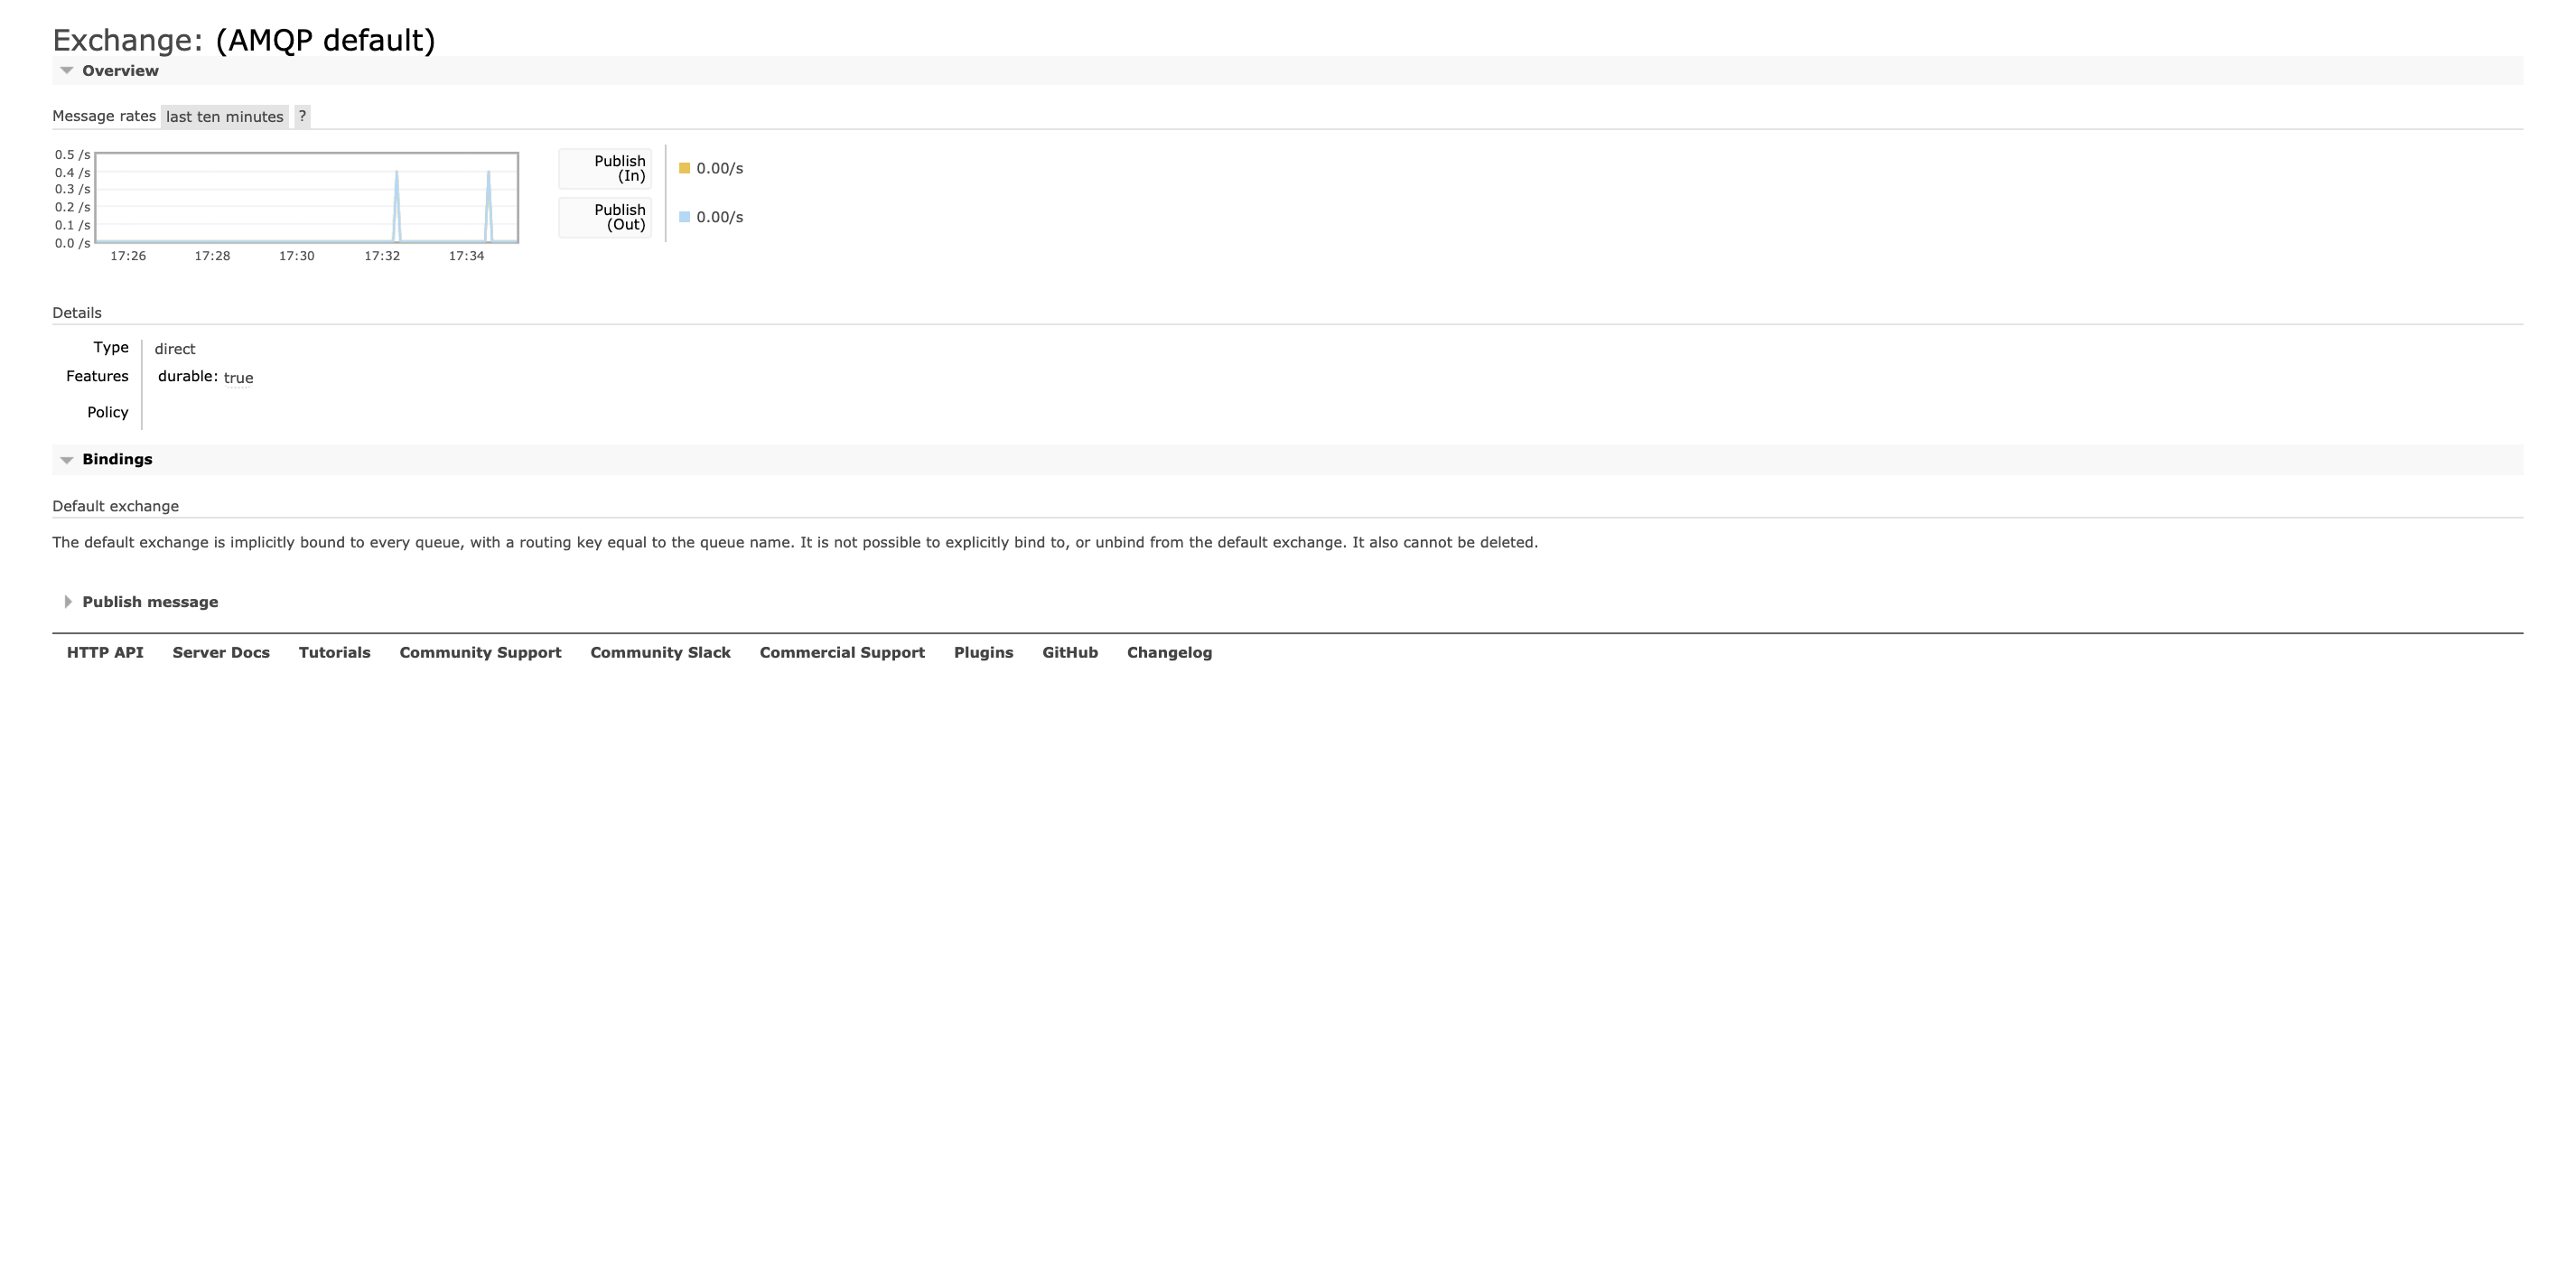 Exchange: (AMQP default)
Overview
Message rates last ten minutes ?
0.5 /s
0.4 /s
0.3 /s
0.2 /s
0.1 /s
0.0 /s
17:26 17:28 17:30 17:32 17:34
Publish
(In)
0.00/s
Publish
(Out)
0.00/s
Details
Type direct
Features durable: true
Policy
Bindings
Default exchange
The default exchange is implicitly bound to every queue, with a routing key equal to the queue name. It is not possible to explicitly bind to, or unbind from the default exchange. It also cannot be deleted.
Publish message
HTTP API Server Docs Tutorials Community Support Community Slack Commercial Support Plugins GitHub Changelog